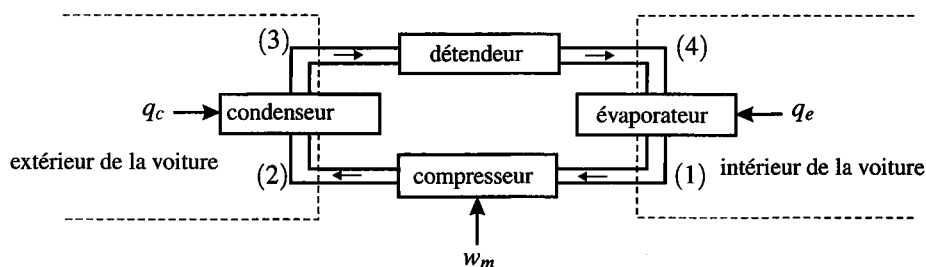 (3)
détendeur
(4)
q_c
condenseur
évaporateur
q_e
extérieur de la voiture
(2)
compresseur
(1)
intérieur de la voiture
w_m